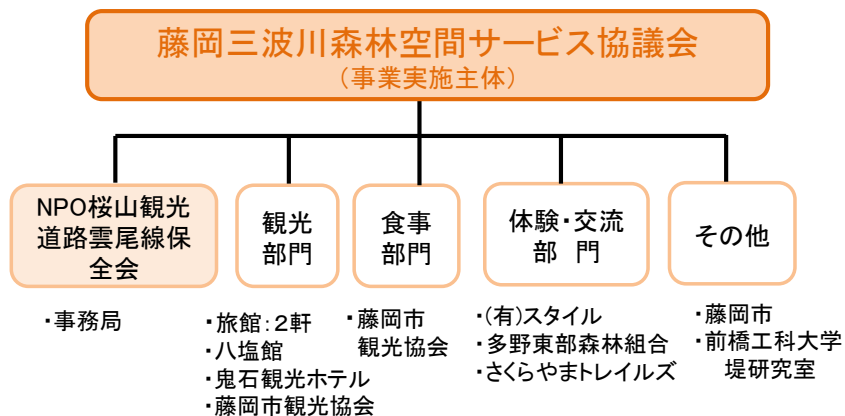 藤岡三波川森林空間サービス協議会
（事業実施主体）
NPO桜山観光
道路雲尾線保
全会
観光
部門
食事
部門
体験・交流
部　門
その他
・事務局
・旅館：２軒
・八塩館
・鬼石観光ホテル
・藤岡市観光協会
・藤岡市
観光協会
・(有)スタイル
・多野東部森林組合
・さくらやまトレイルズ
・藤岡市
・前橋工科大学
堤研究室